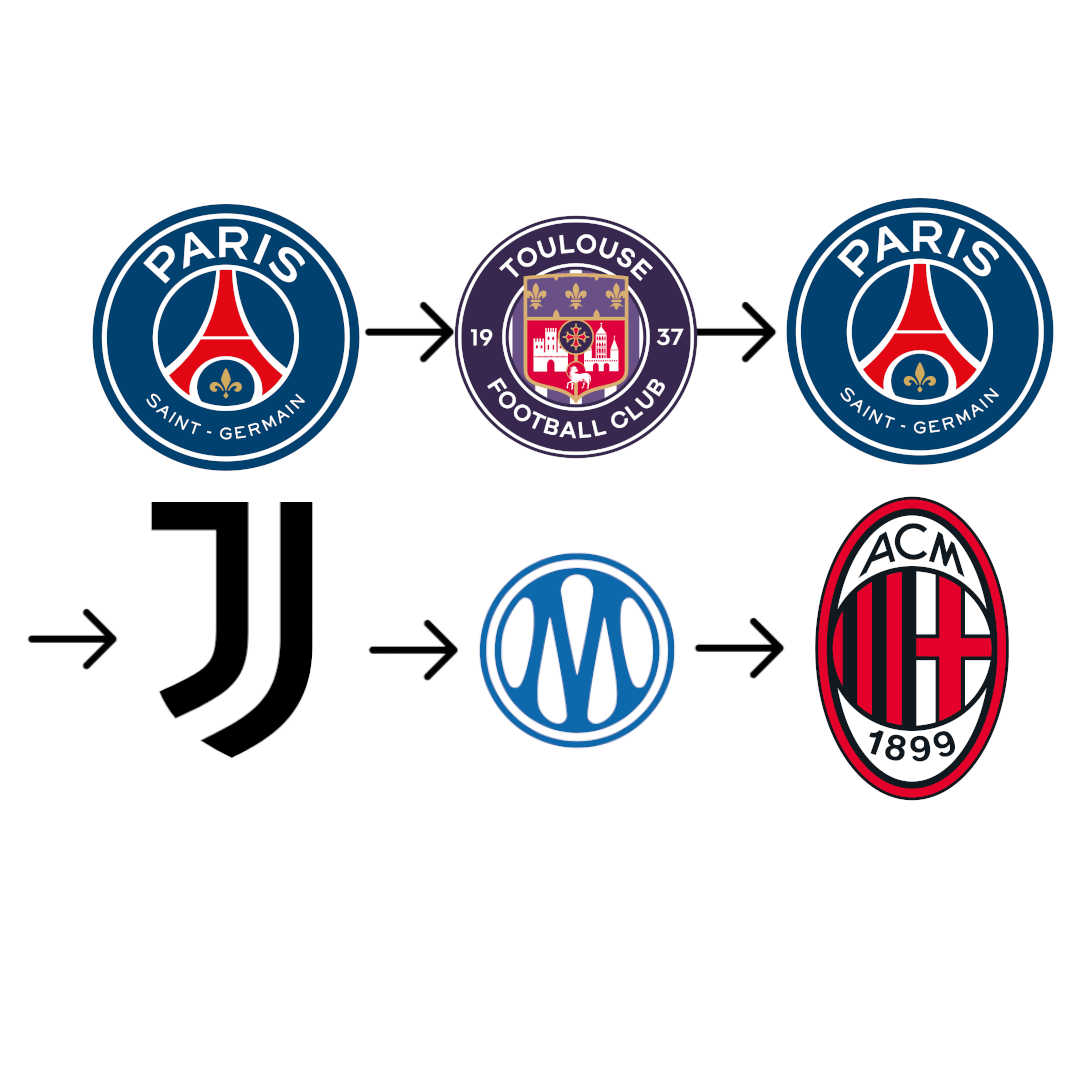 PARIS
SAINT - GERMAIN
TOULOUSE
19 37
FOOTBALL CLUB
PARIS
SAINT - GERMAIN
M
ACM
1899